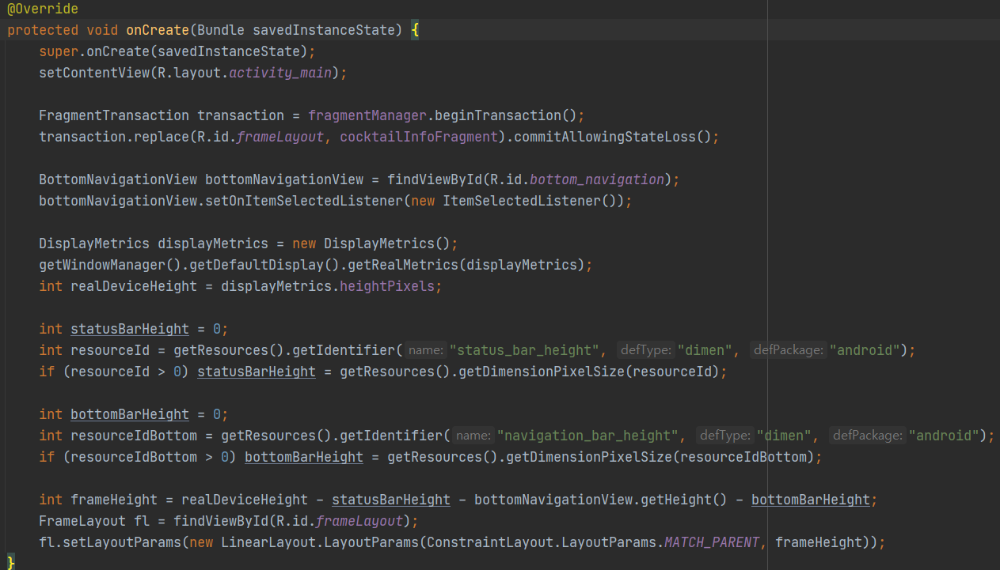 @Override
protected void onCreate(Bundle savedInstanceState) {
super.onCreate(savedInstanceState);
setContentView(R.layout.activity_main);
FragmentTransaction transaction = fragmentManager.beginTransaction();
transaction.replace(R.id.frameLayout, cocktailInfoFragment).commitAllowingStateLoss();
BottomNavigationView bottomNavigationView = findViewById(R.id.bottom_navigation);
bottomNavigationView.setOnItemSelectedListener(new ItemSelectedListener());
DisplayMetrics displayMetrics = new DisplayMetrics();
getWindowManager().getDefaultDisplay().getRealMetrics(displayMetrics);
int realDeviceHeight = displayMetrics.heightPixels;
int statusBarHeight = 0;
int resourceId = getResources().getIdentifier( name: "status_bar_height", defType: "dimen", defPackage: "android");
if (resourceId > 0) statusBarHeight = getResources().getDimensionPixelSize(resourceId);
int bottomBarHeight = 0;
int resourceIdBottom = getResources().getIdentifier( name: "navigation_bar_height", defType: "dimen", defPackage: "android");
if (resourceIdBottom > 0) bottomBarHeight = getResources().getDimensionPixelSize(resourceIdBottom);
int frameHeight = realDeviceHeight - statusBarHeight - bottomNavigationView.getHeight() - bottomBarHeight;
FrameLayout fl = findViewById(R.id.frameLayout);
fl.setLayoutParams(new LinearLayout.LayoutParams(ConstraintLayout.LayoutParams.MATCH_PARENT, frameHeight));
}